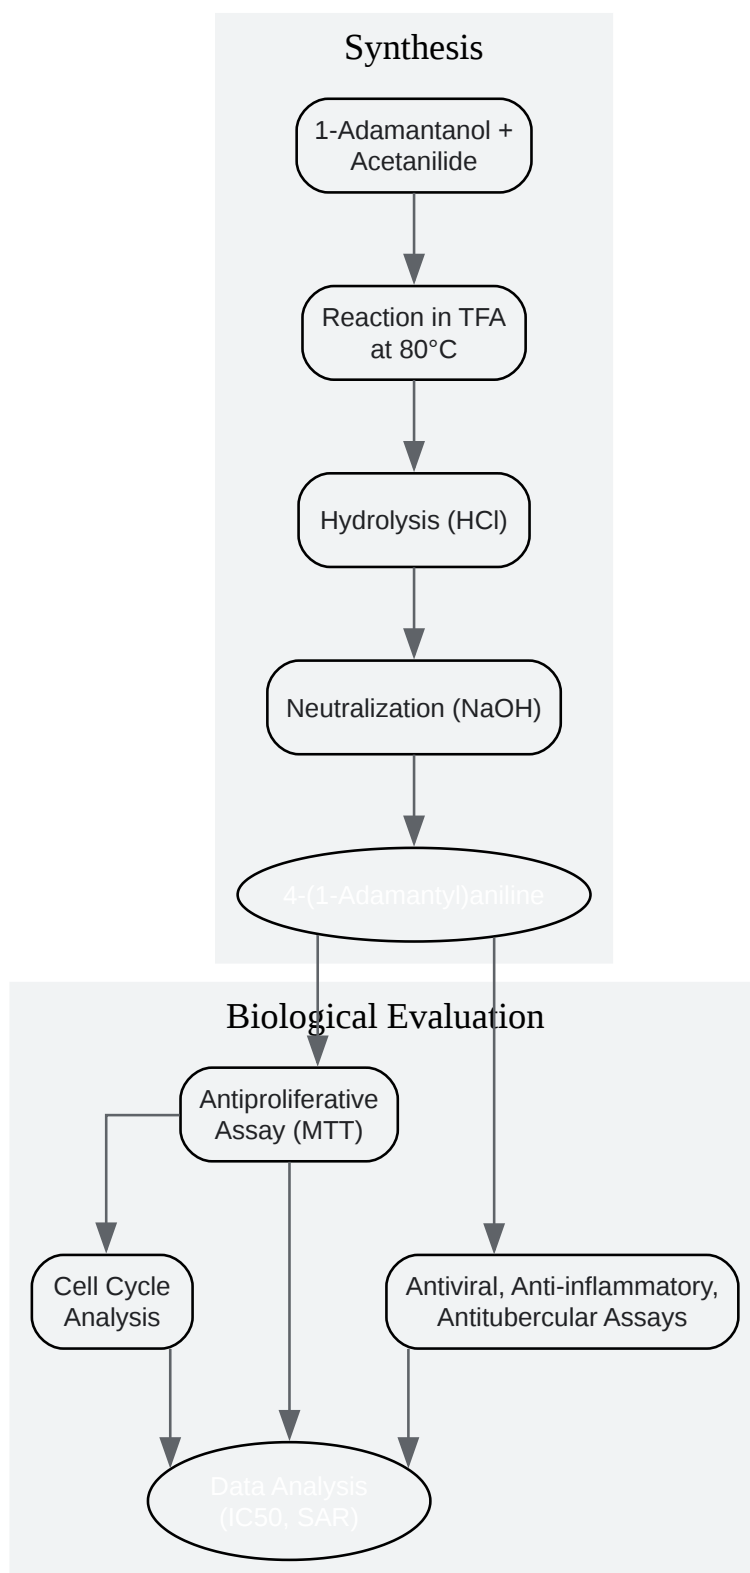 Synthesis
1-Adamantanol +
Acetanilide
Reaction in TFA
at 80°C
Hydrolysis (HCl)
Neutralization (NaOH)
4-(1-Adamantyl)aniline
Biological Evaluation
Antiproliferative
Assay (MTT)
Cell Cycle
Analysis
Antiviral, Anti-inflammatory,
Antitubercular Assays
Data Analysis
(IC50, SAR)